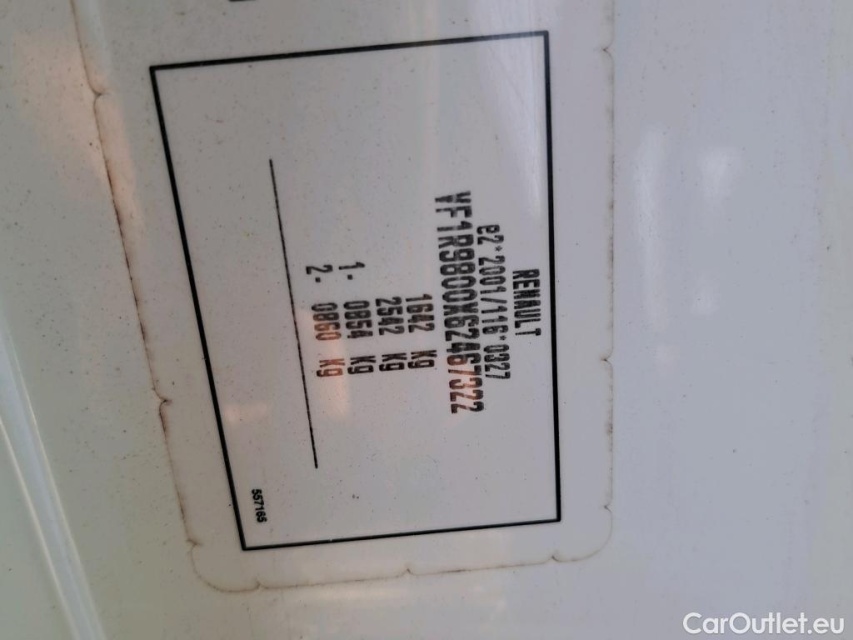 RENAULT
e2*2001/116*0327
VF1R9800X62467322
1642 Kg
2542 Kg
1- 0854 Kg
2- 0860 Kg
557165
CarOutlet.eu